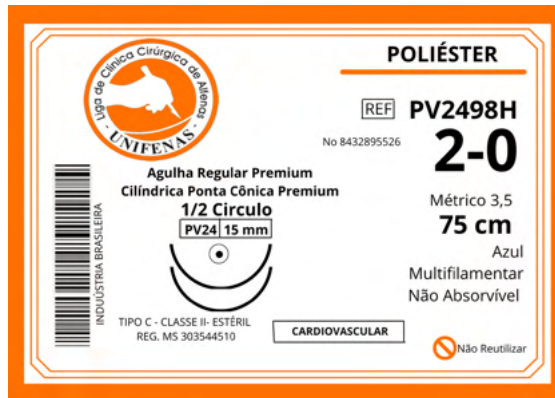 Liga de Clínica Cirúrgica de Alfenas
- UNIFENAS -
POLIÉSTER
REF PV2498H
No 8432895526
2-0
Agulha Regular Premium
Cilíndrica Ponta Cônica Premium
1/2 Circulo
PV24 15 mm
Métrico 3,5
75 cm
Azul
Multifilamentar
Não Absorvível
INDUÚSTRIA BRASILEIRA
TIPO C - CLASSE II- ESTÉRIL
REG. MS 303544510
CARDIOVASCULAR
Não Reutilizar